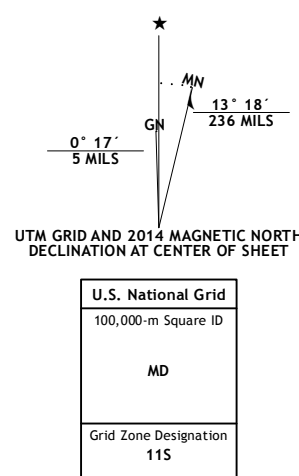 MN
GN
13° 18´
236 MILS
0° 17´
5 MILS
UTM GRID AND 2014 MAGNETIC NORTH
DECLINATION AT CENTER OF SHEET
U.S. National Grid
100,000-m Square ID
MD
Grid Zone Designation
11S